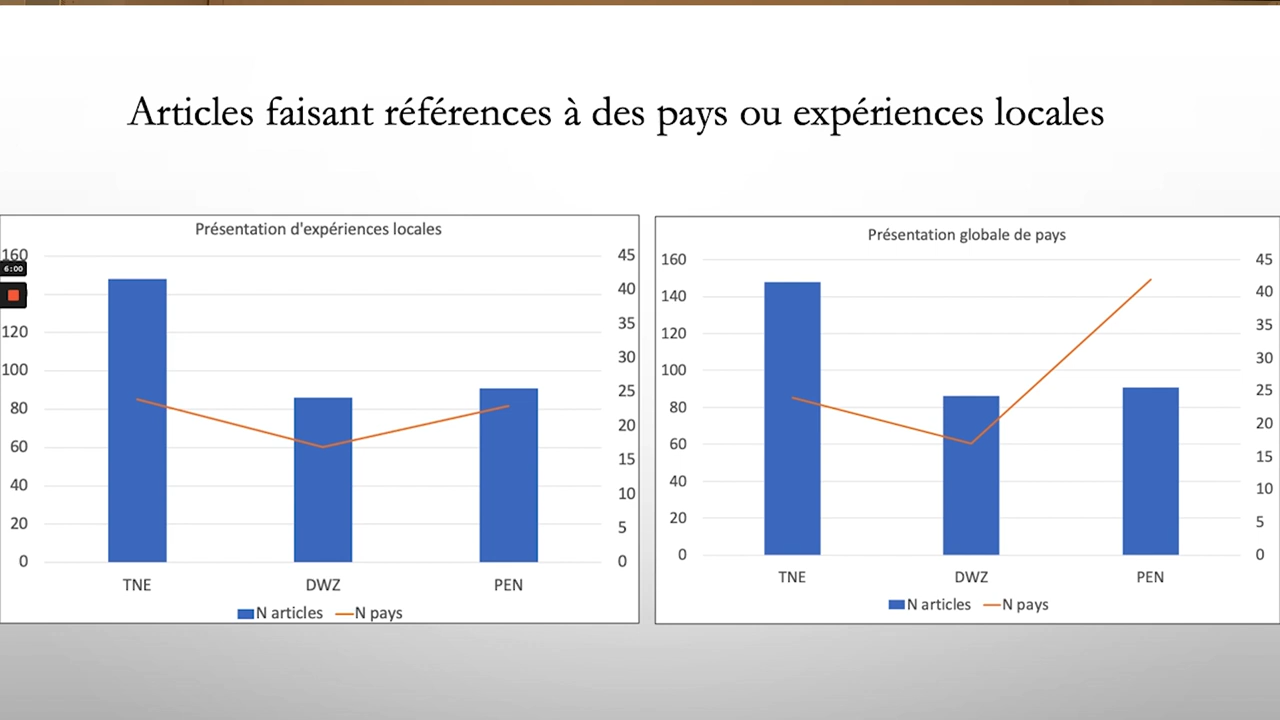 Articles faisant références à des pays ou expériences locales
Présentation d'expériences locales
160
120
100
80
60
40
20
0
45
40
35
30
25
20
15
10
5
0
TNE
DWZ
PEN
N articles
N pays
6:00
Présentation globale de pays
160
140
120
100
80
60
40
20
0
45
40
35
30
25
20
15
10
5
0
TNE
DWZ
PEN
N articles
N pays